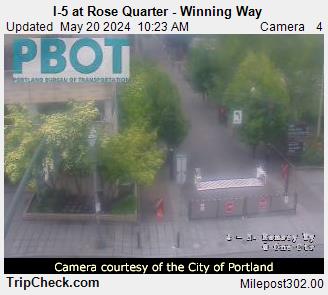 I-5 at Rose Quarter - Winning Way
Updated  May 20 2024  10:23 AM  Camera  4
PBOT
PORTLAND BUREAU OF TRANSPORTATION
Camera courtesy of the City of Portland
TripCheck.com  Milepost302.00